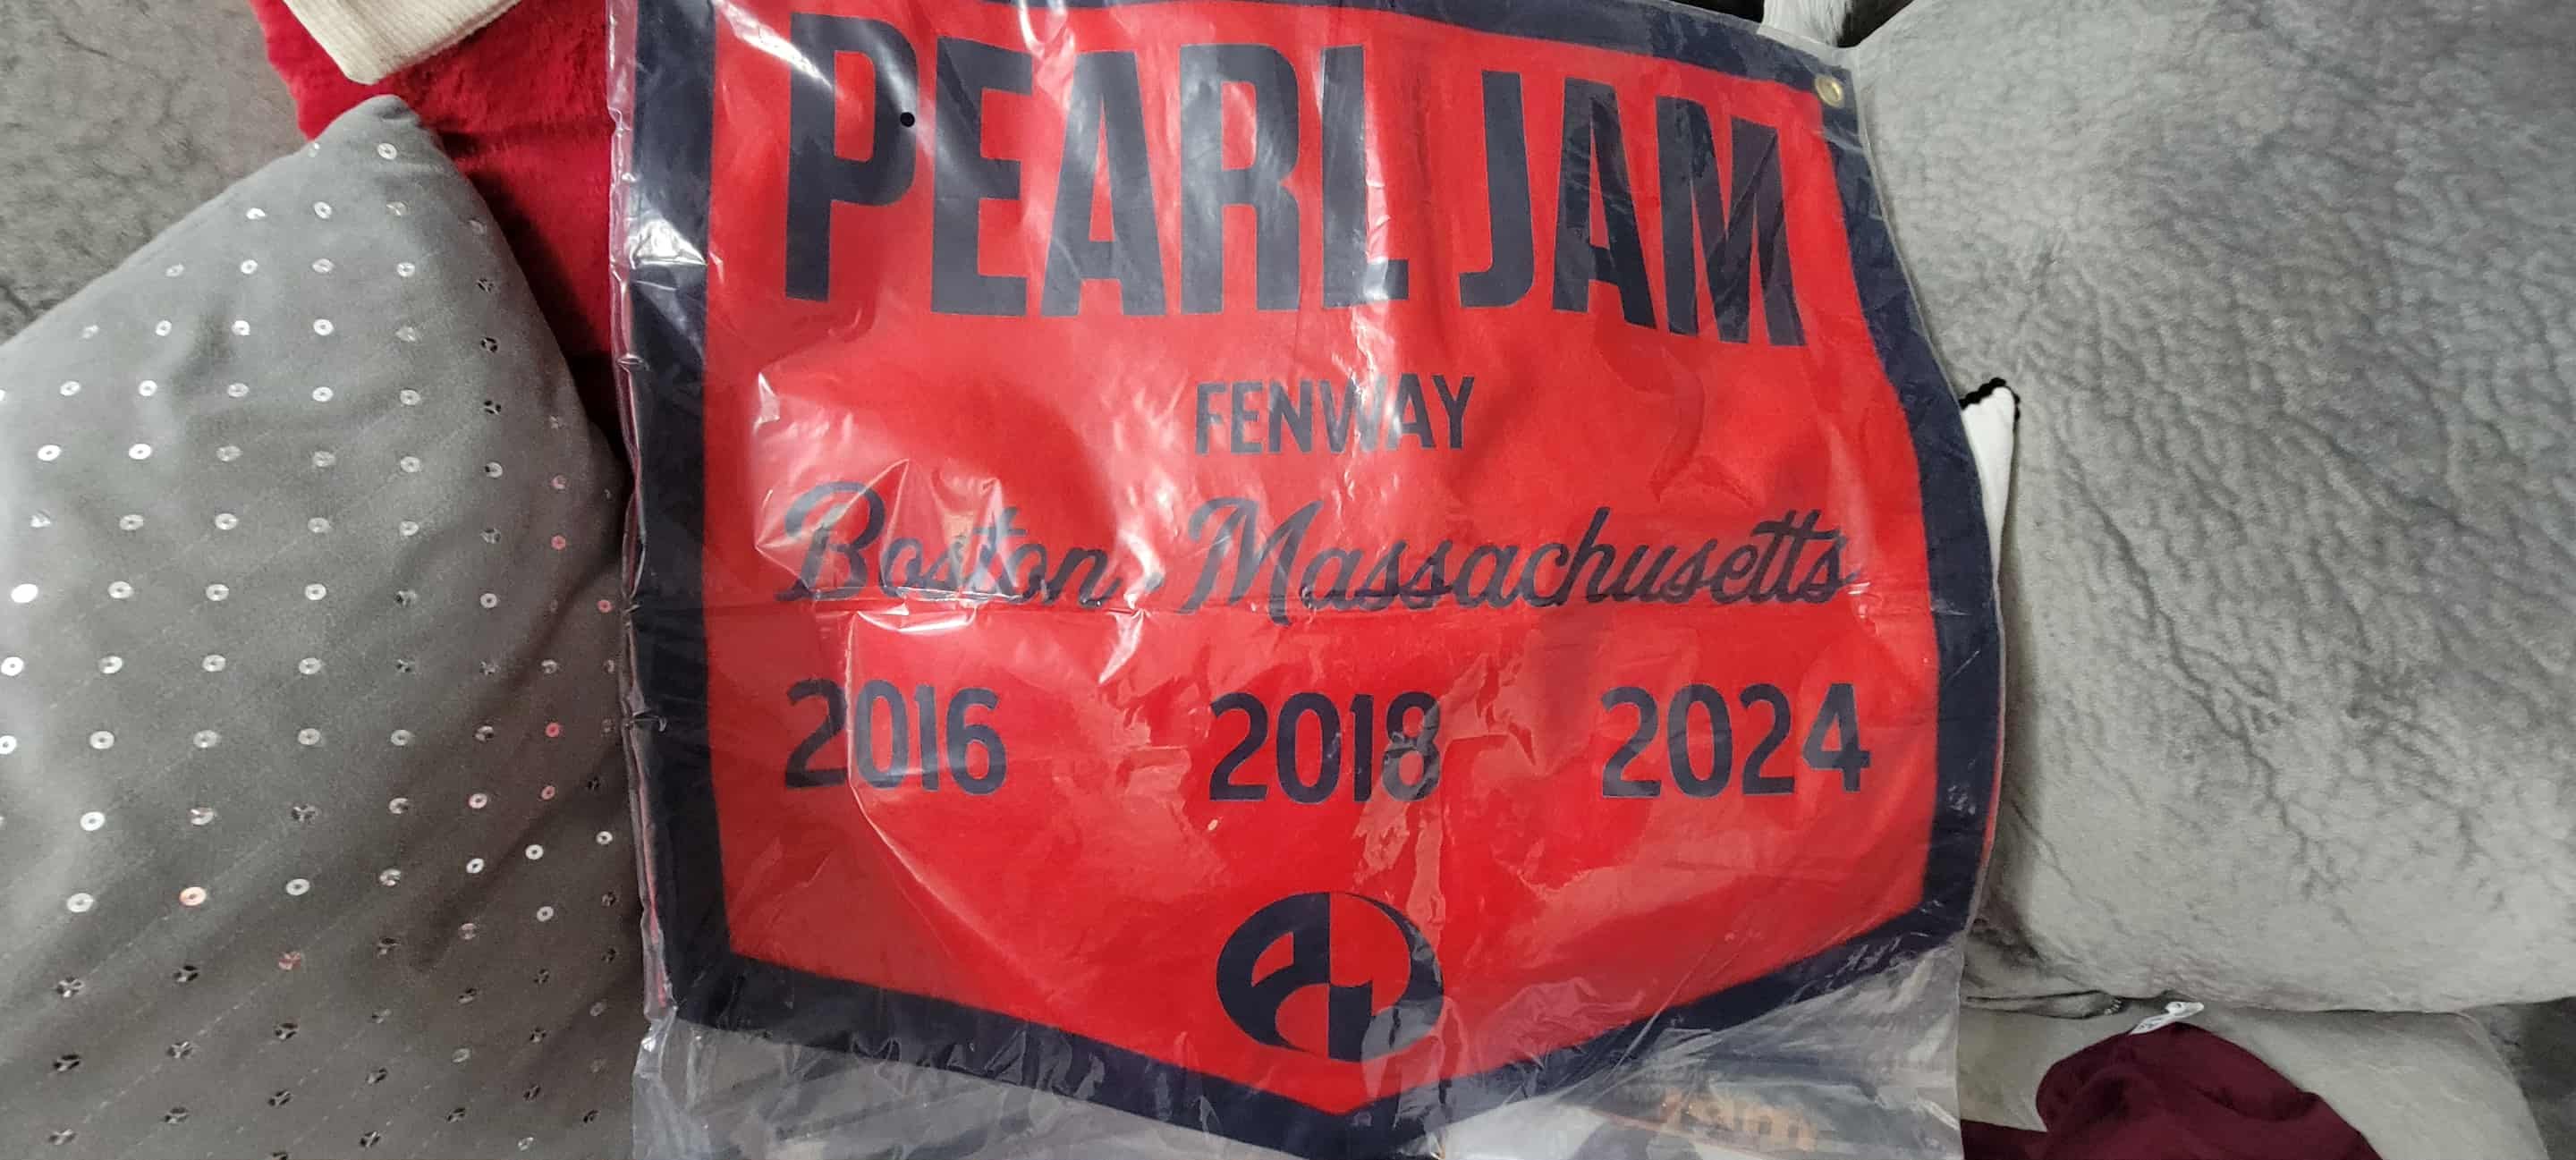 PEARL JAM
FENWAY
Boston, Massachusetts
2016 2018 2024